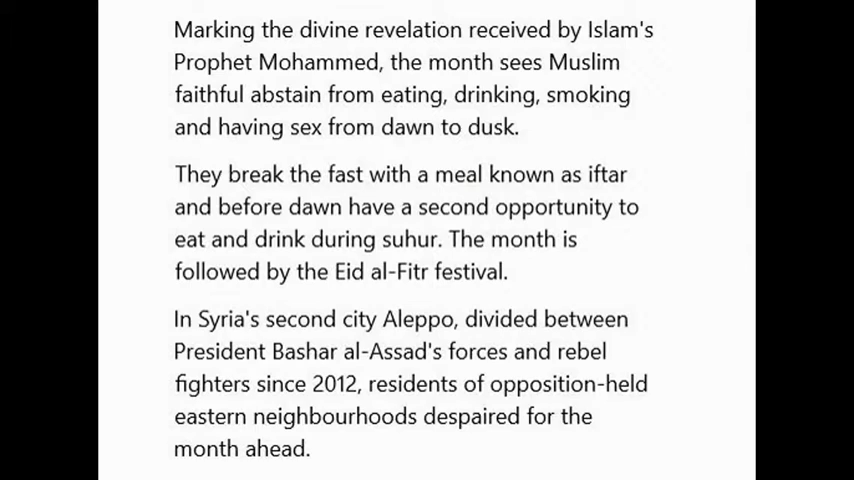 Marking the divine revelation received by Islam's
Prophet Mohammed, the month sees Muslim
faithful abstain from eating, drinking, smoking
and having sex from dawn to dusk.
They break the fast with a meal known as iftar
and before dawn have a second opportunity to
eat and drink during suhur. The month is
followed by the Eid al-Fitr festival.
In Syria's second city Aleppo, divided between
President Bashar al-Assad's forces and rebel
fighters since 2012, residents of opposition-held
eastern neighbourhoods despaired for the
month ahead.